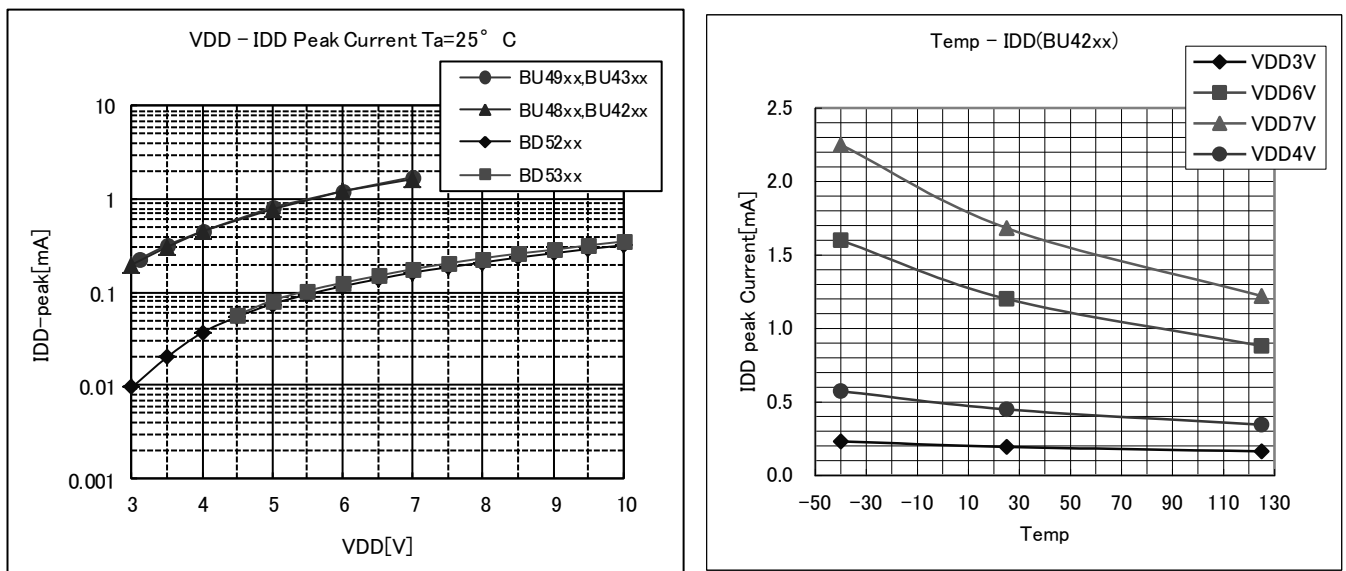 VDD - IDD Peak Current Ta=25° C
BU49xx,BU43xx
BU48xx,BU42xx
BD52xx
BD53xx
10
1
0.1
0.01
0.001
IDD-peak[mA]
3 4 5 6 7 8 9 10
VDD[V]
Temp - IDD(BU42xx)
VDD3V
VDD6V
VDD7V
VDD4V
2.5
2.0
1.5
1.0
0.5
0.0
IDD peak Current[mA]
-50 -30 -10 10 30 50 70 90 110 130
Temp